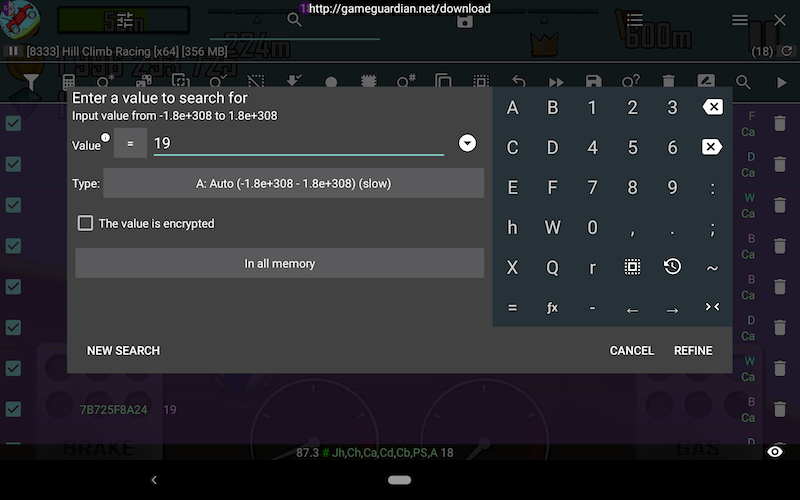 http://gameguardian.net/download
600m
224m
[8333] Hill Climb Racing [x64] [356 MB]
(18)
Enter a value to search for
Input value from -1.8e+308 to 1.8e+308
Value
=
19
Type:
A: Auto (-1.8e+308 - 1.8e+308) (slow)
The value is encrypted
In all memory
NEW SEARCH
CANCEL
REFINE
A B 1 2 3
C D 4 5 6
E F 7 8 9 :
h W 0 , . ;
X Q r ~
= ƒx - ← → ><
F
Ca
D
Ca
W
Ca
B
Ca
B
Ca
D
Ca
W
Ca
B
Ca
D
7B725F8A24 19
BRAKE
GAS
87.3 # Jh,Ch,Ca,Cd,Cb,PS,A 18